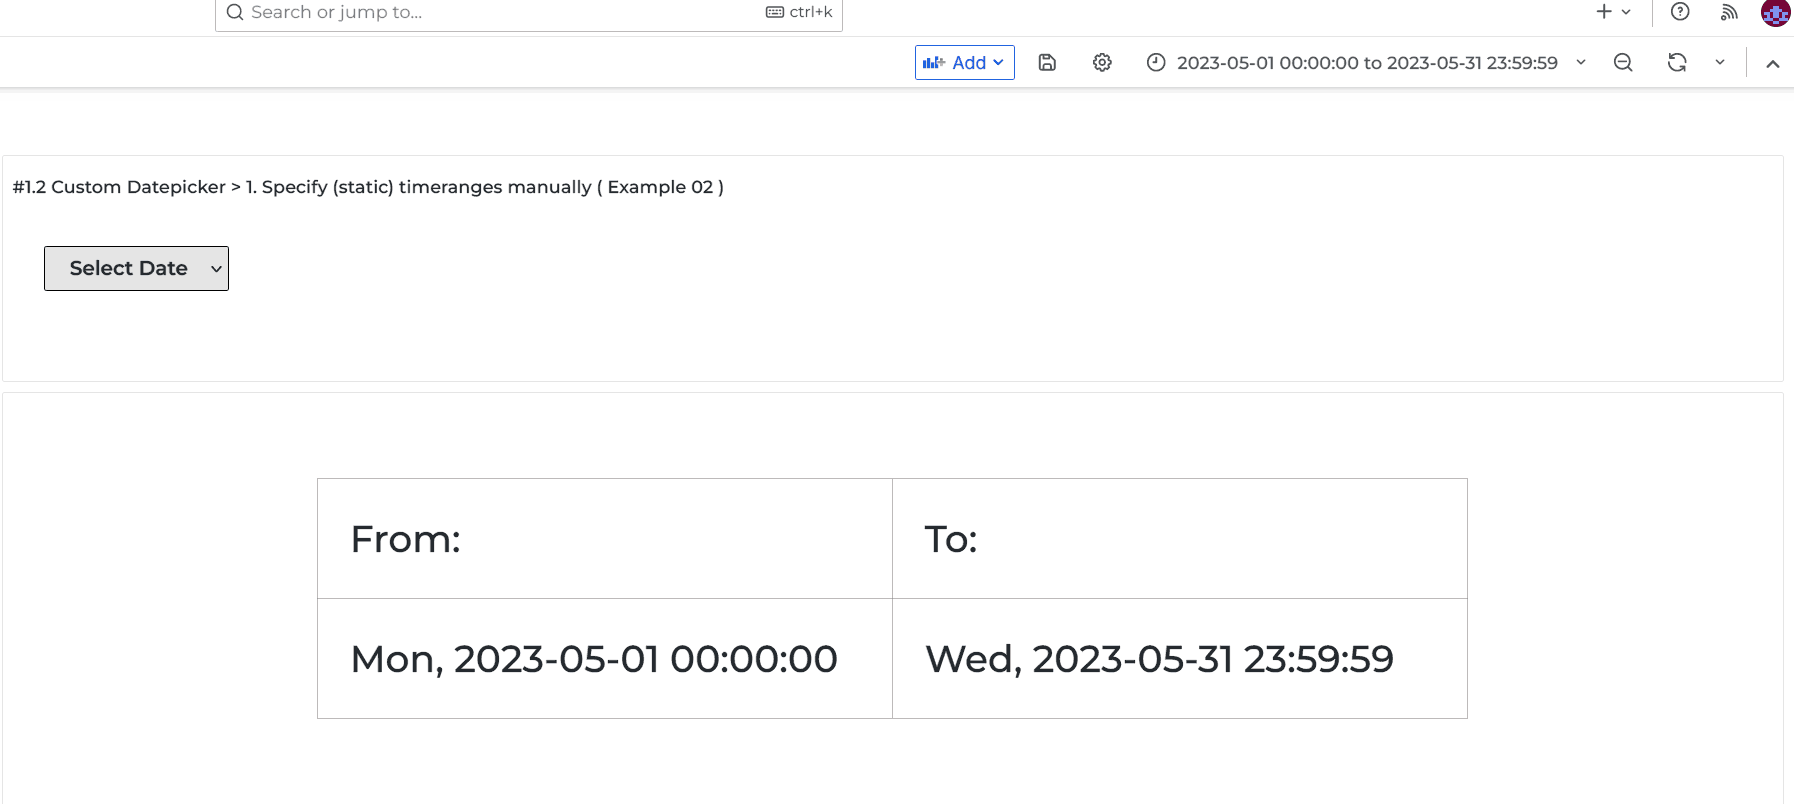 Search or jump to...
ctrl+k
Add
2023-05-01 00:00:00 to 2023-05-31 23:59:59
#1.2 Custom Datepicker > 1. Specify (static) timeranges manually ( Example 02 )
Select Date
From:
To:
Mon, 2023-05-01 00:00:00
Wed, 2023-05-31 23:59:59